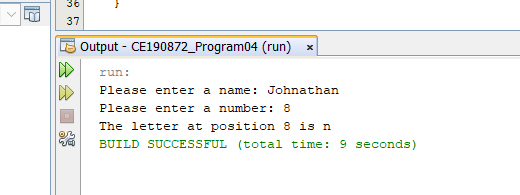 36
}
37
Output - CE190872_Program04 (run)
run:
Please enter a name: Johnathan
Please enter a number: 8
The letter at position 8 is n
BUILD SUCCESSFUL (total time: 9 seconds)